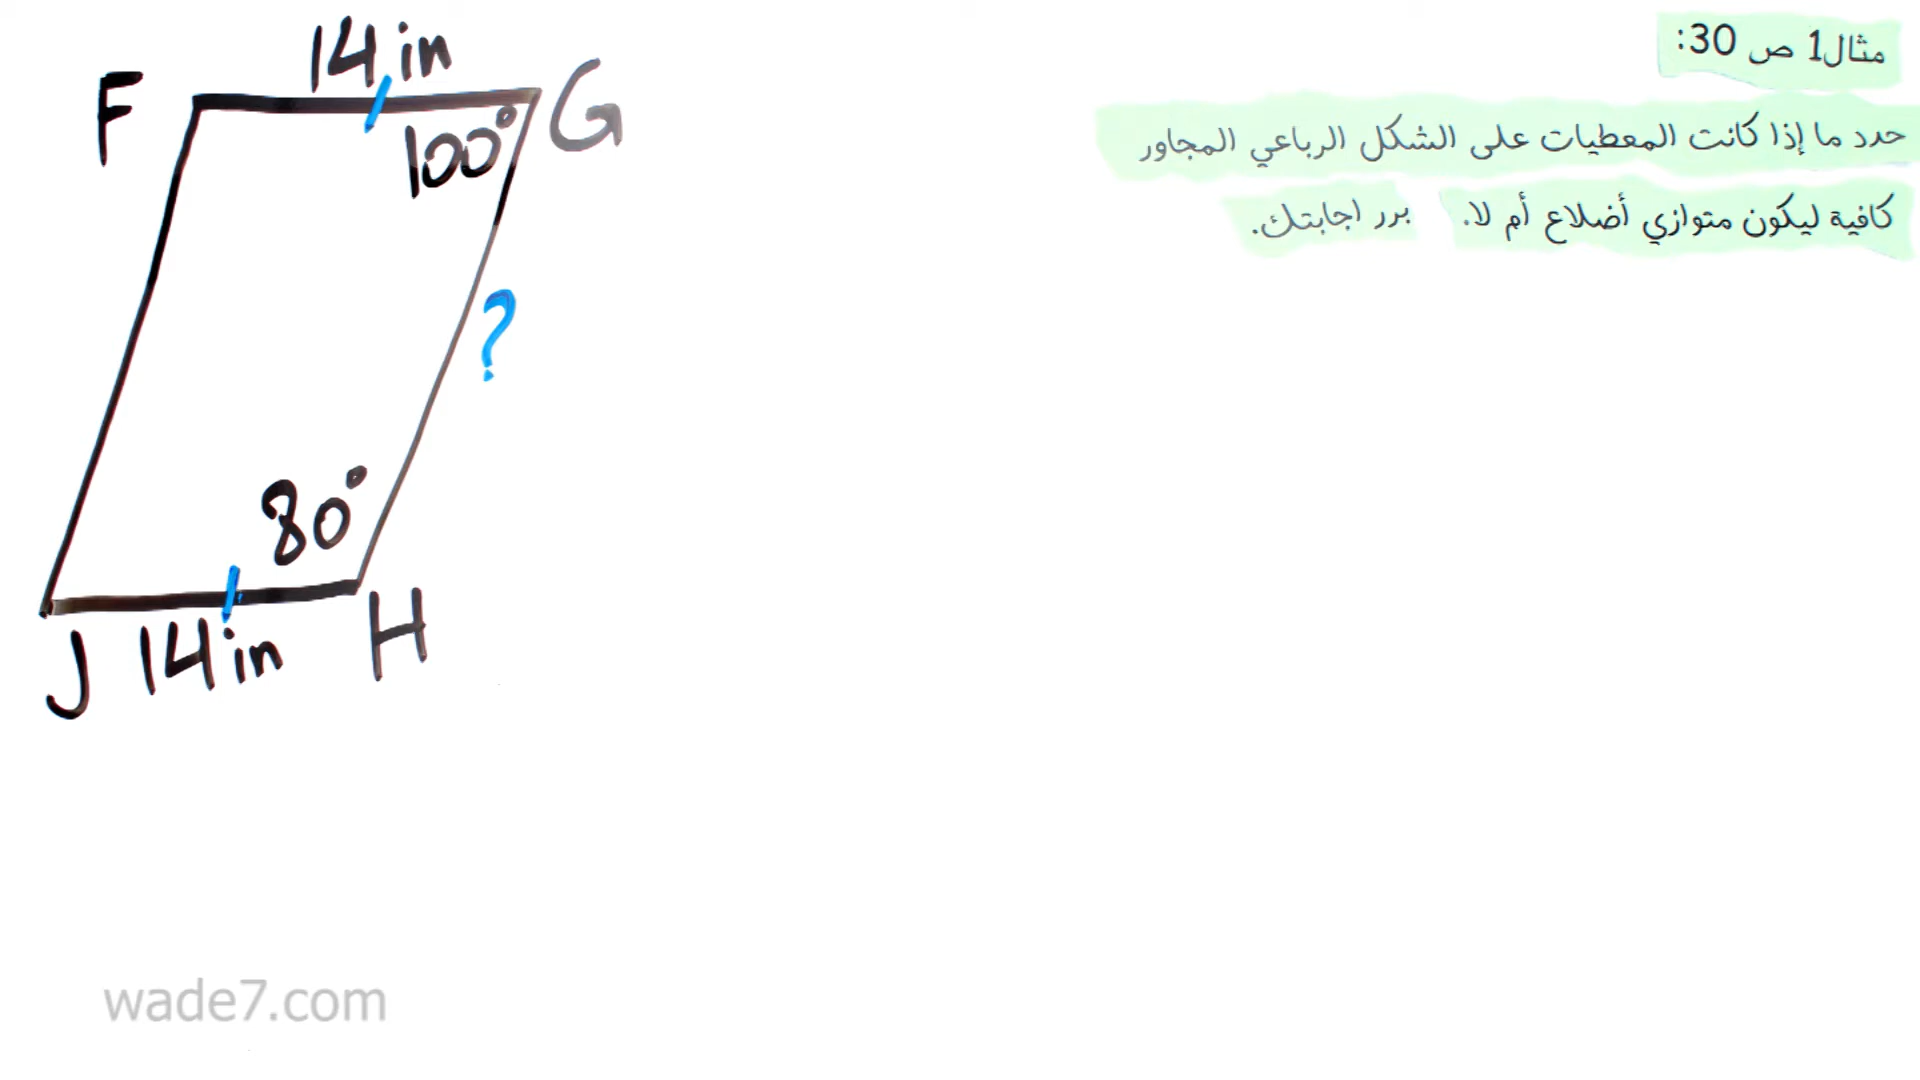 مثال1 ص 30:
حدد ما إذا كانت المعطيات على الشكل الرباعي المجاور
كافية ليكون متوازي أضلاع أم لا. برر اجابتك.
14 in
F
G
100°
?
80°
J
14 in
H
wade7.com